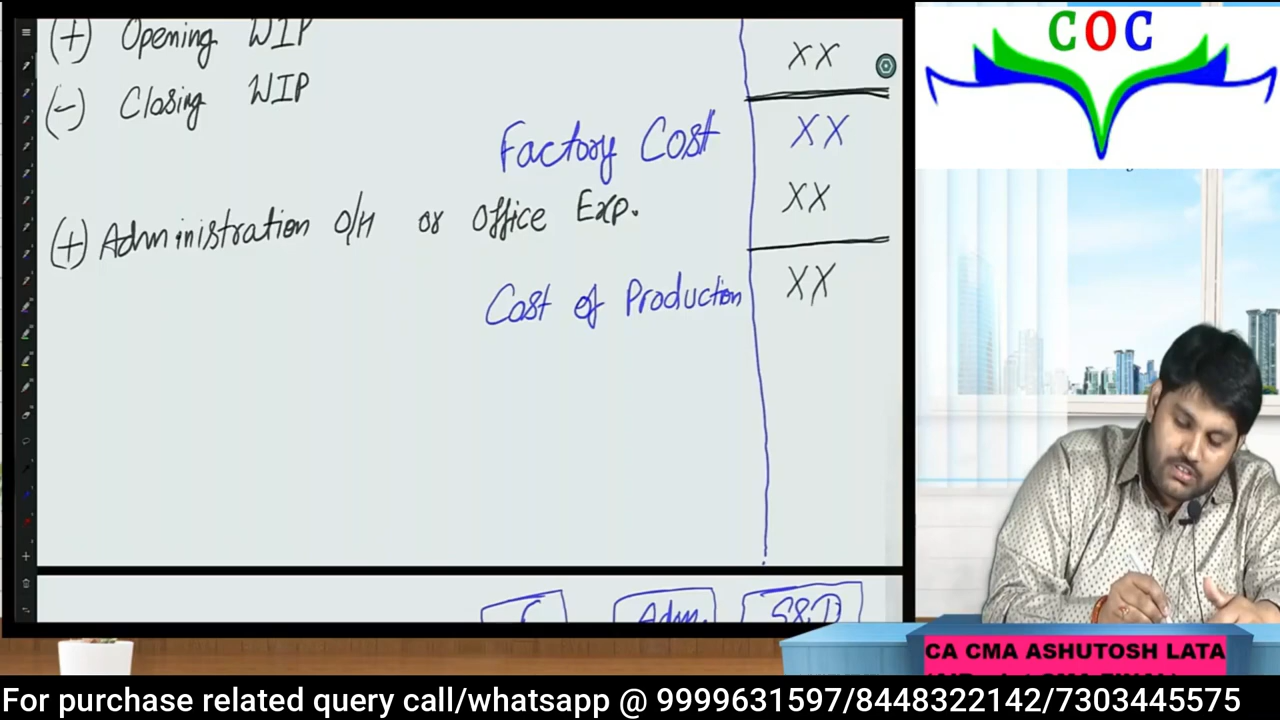 (+) Opening WIP
XX
(-) Closing WIP
Factory Cost XX
(+) Administration O/H or Office Exp. XX
Cost of Production XX
Adm. S&D
COC
CA CMA ASHUTOSH LATA
For purchase related query call/whatsapp @ 9999631597/8448322142/7303445575